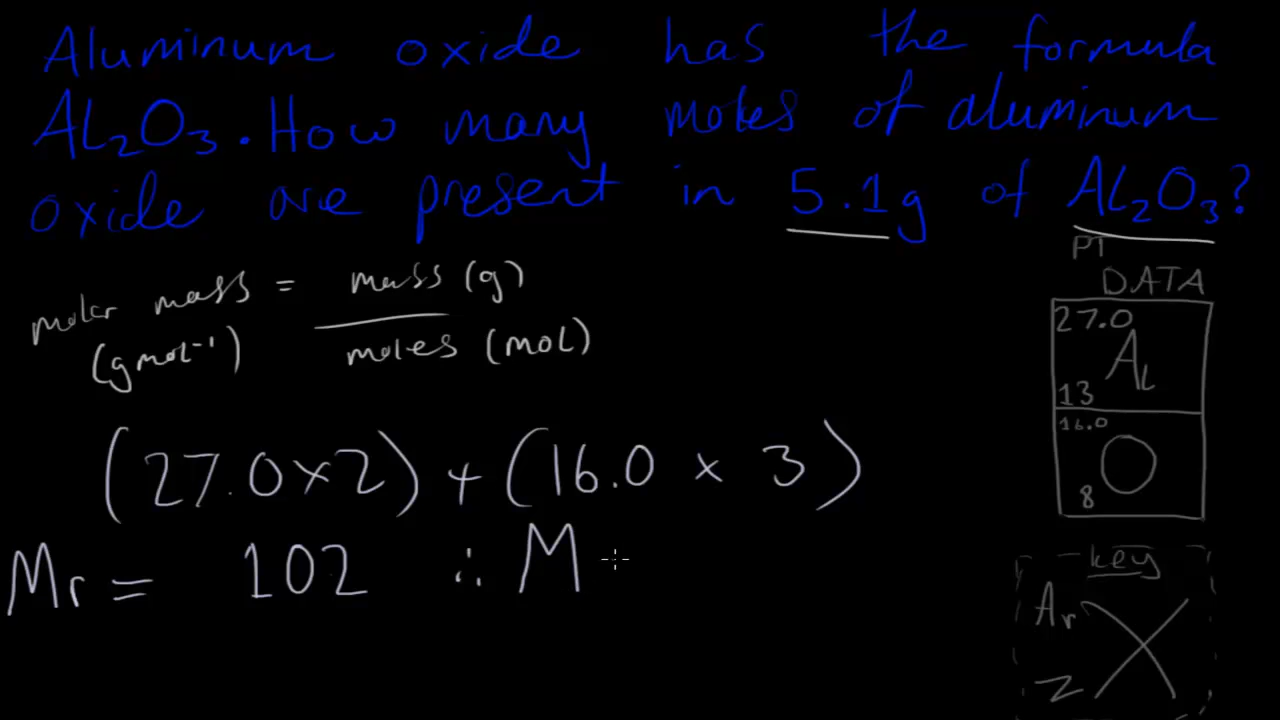 Aluminum oxide has the formula
Al₂O₃. How many moles of aluminum
oxide are present in 5.1g of Al₂O₃?
PT
DATA
molar mass = mass (g)
(gmol⁻¹) moles (mol)
27.0
Al
13
16.0
O
8
(27.0×2) + (16.0 × 3)
Mr = 102 ∴ M
key
Ar
X
Z